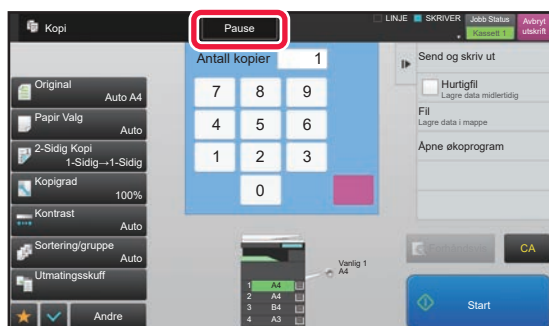 Kopi
Pause
LINJE
SKRIVER
Jobb Status
Kassett 1
Avbryt
utskrift
Antall kopier 1
Original
Auto A4
Papir Valg
Auto
2-Sidig Kopi
1-Sidig→1-Sidig
Kopigrad
100%
Kontrast
Auto
Sortering/gruppe
Auto
Utmatingsskuff
Andre
7 8 9
4 5 6
1 2 3
0
Vanlig 1
A4
1 A4
2 A4
3 B4
4 A3
Send og skriv ut
Hurtigfil
Lagre data midlertidig
Fil
Lagre data i mappe
Åpne økoprogram
CA
Start